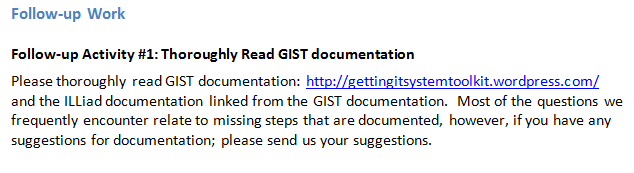 Follow-up Work
Follow-up Activity #1: Thoroughly Read GIST documentation
Please thoroughly read GIST documentation: http://gettingitsystemtoolkit.wordpress.com/
and the ILLiad documentation linked from the GIST documentation. Most of the questions we
frequently encounter relate to missing steps that are documented, however, if you have any
suggestions for documentation; please send us your suggestions.